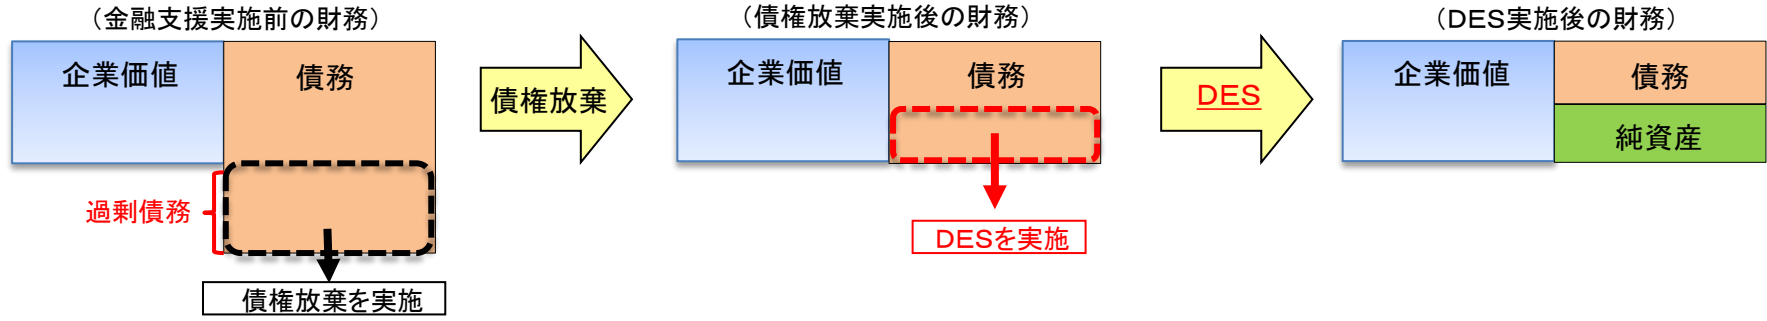 （金融支援実施前の財務）
企業価値
債務
過剰債務
債権放棄を実施
債権放棄
（債権放棄実施後の財務）
企業価値
債務
DESを実施
DES
（DES実施後の財務）
企業価値
債務
純資産